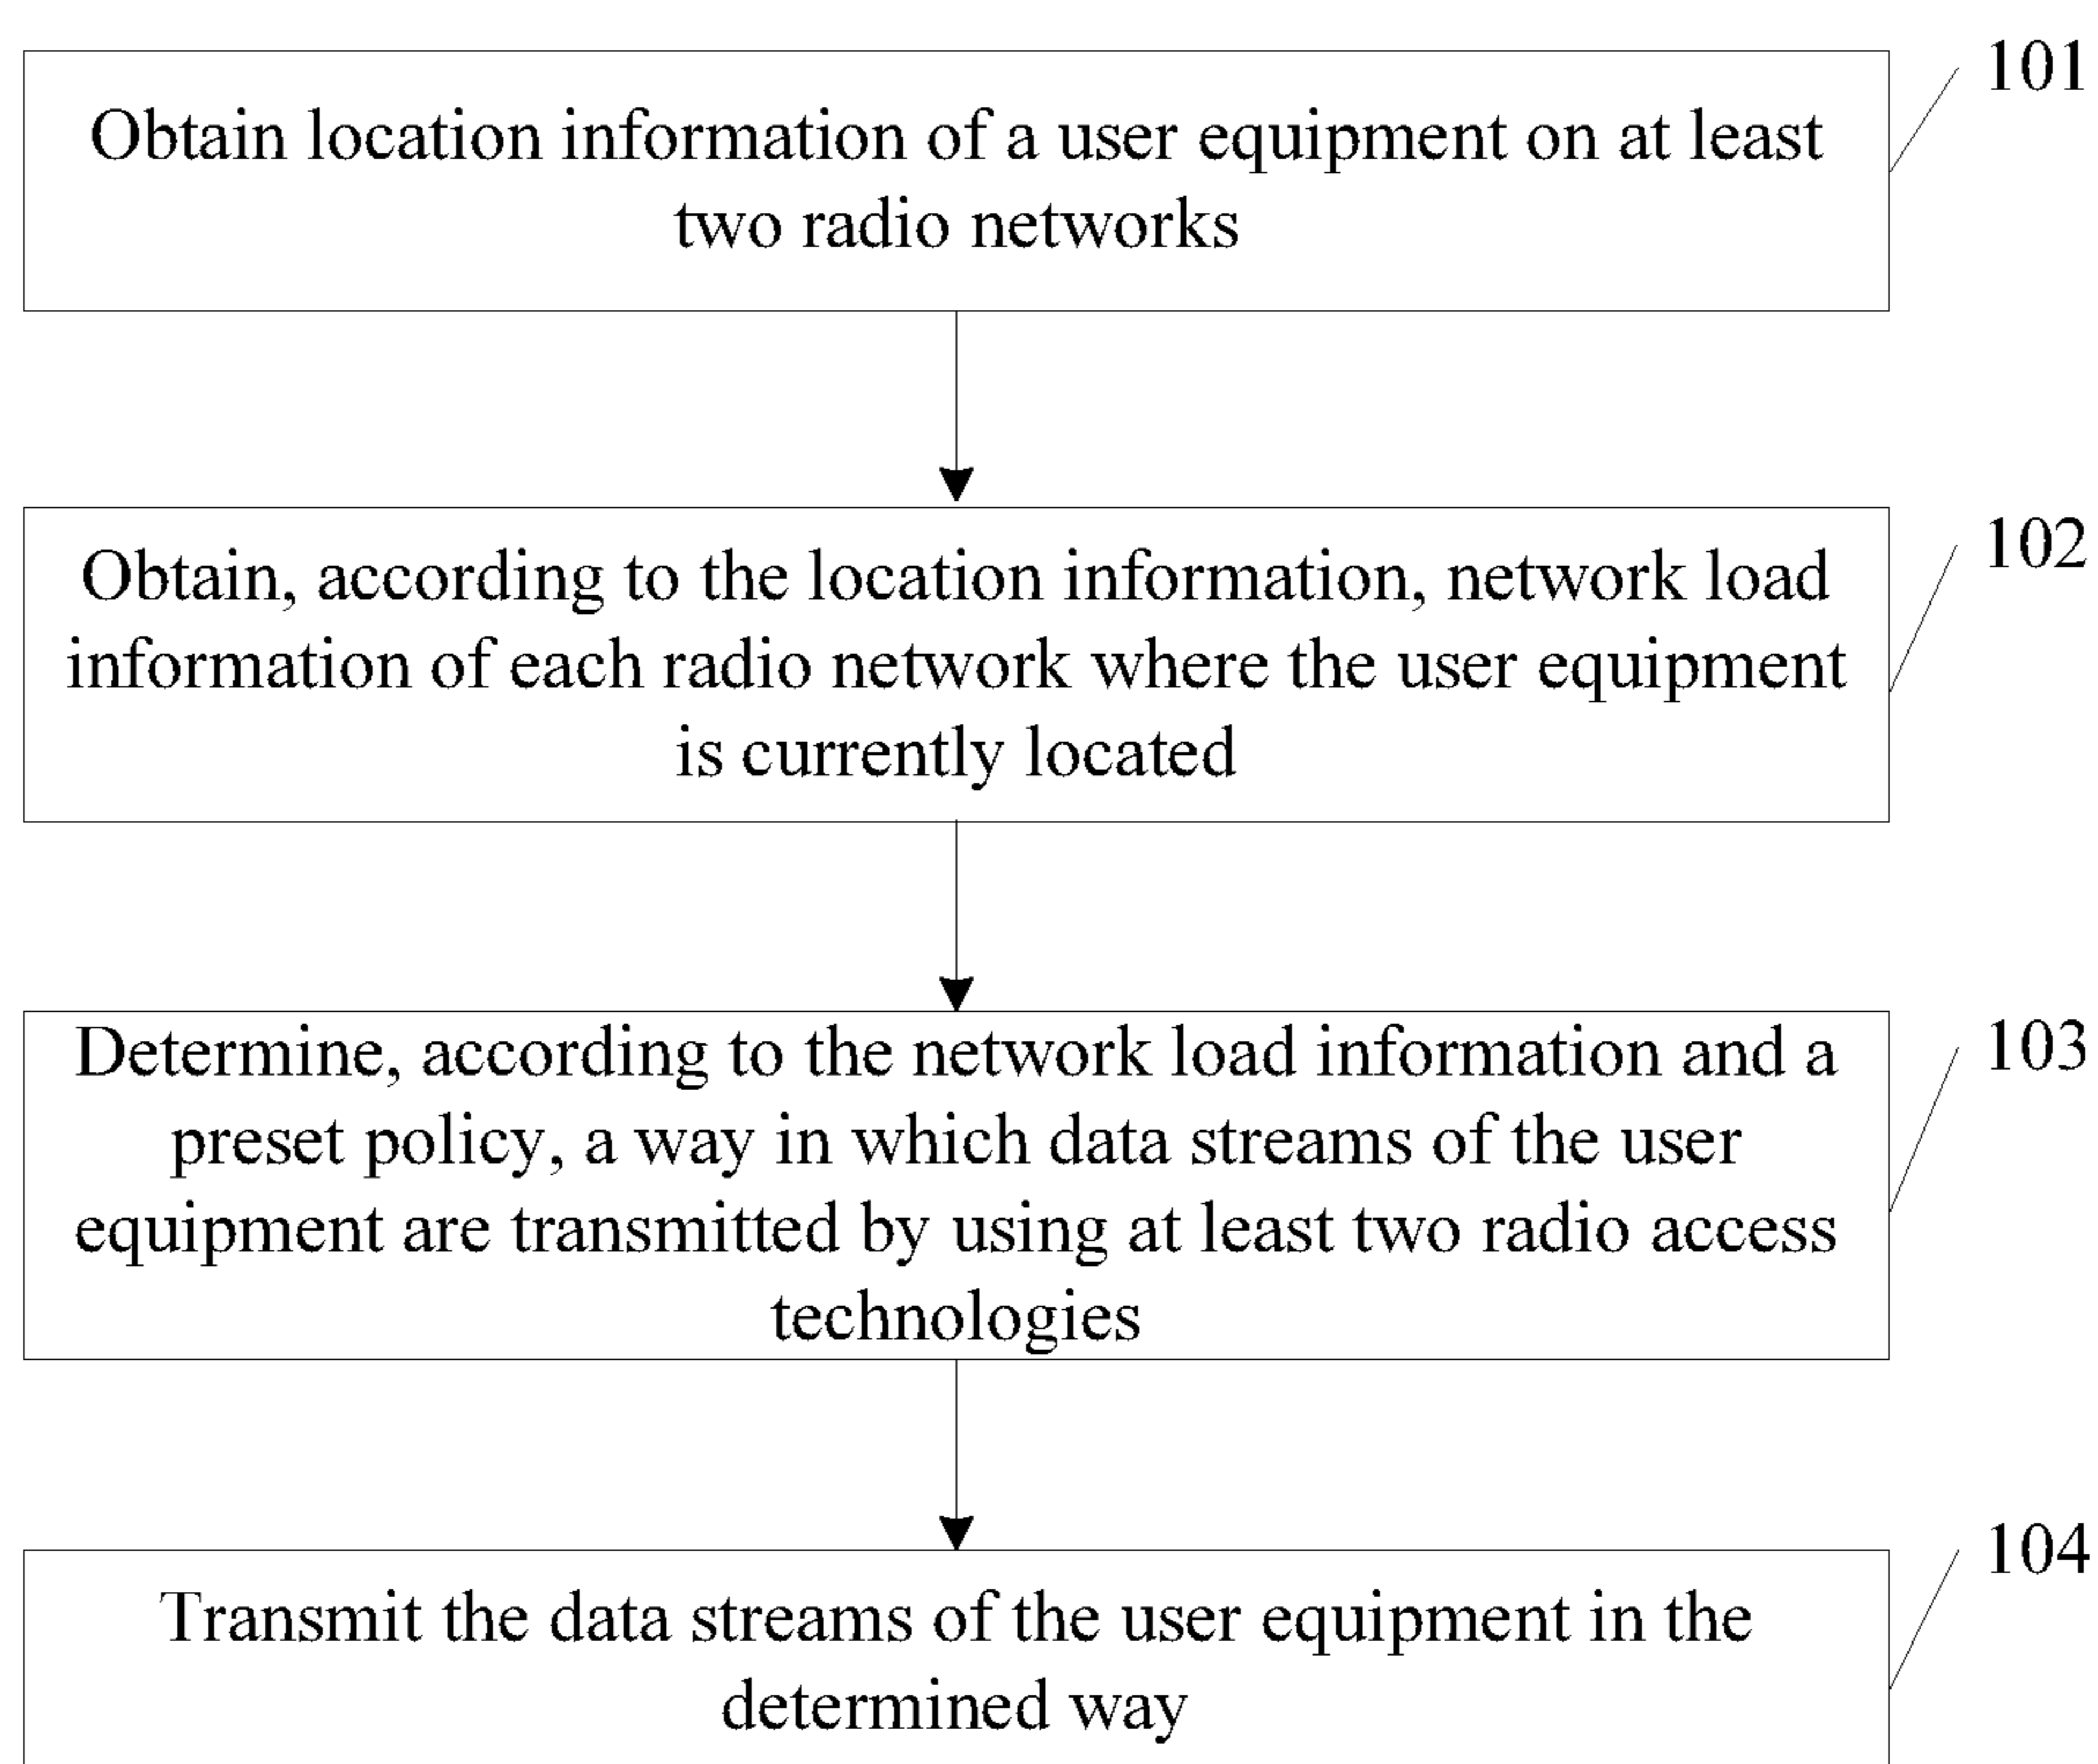 101
Obtain location information of a user equipment on at least
two radio networks
102
Obtain, according to the location information, network load
information of each radio network where the user equipment
is currently located
103
Determine, according to the network load information and a
preset policy, a way in which data streams of the user
equipment are transmitted by using at least two radio access
technologies
104
Transmit the data streams of the user equipment in the
determined way